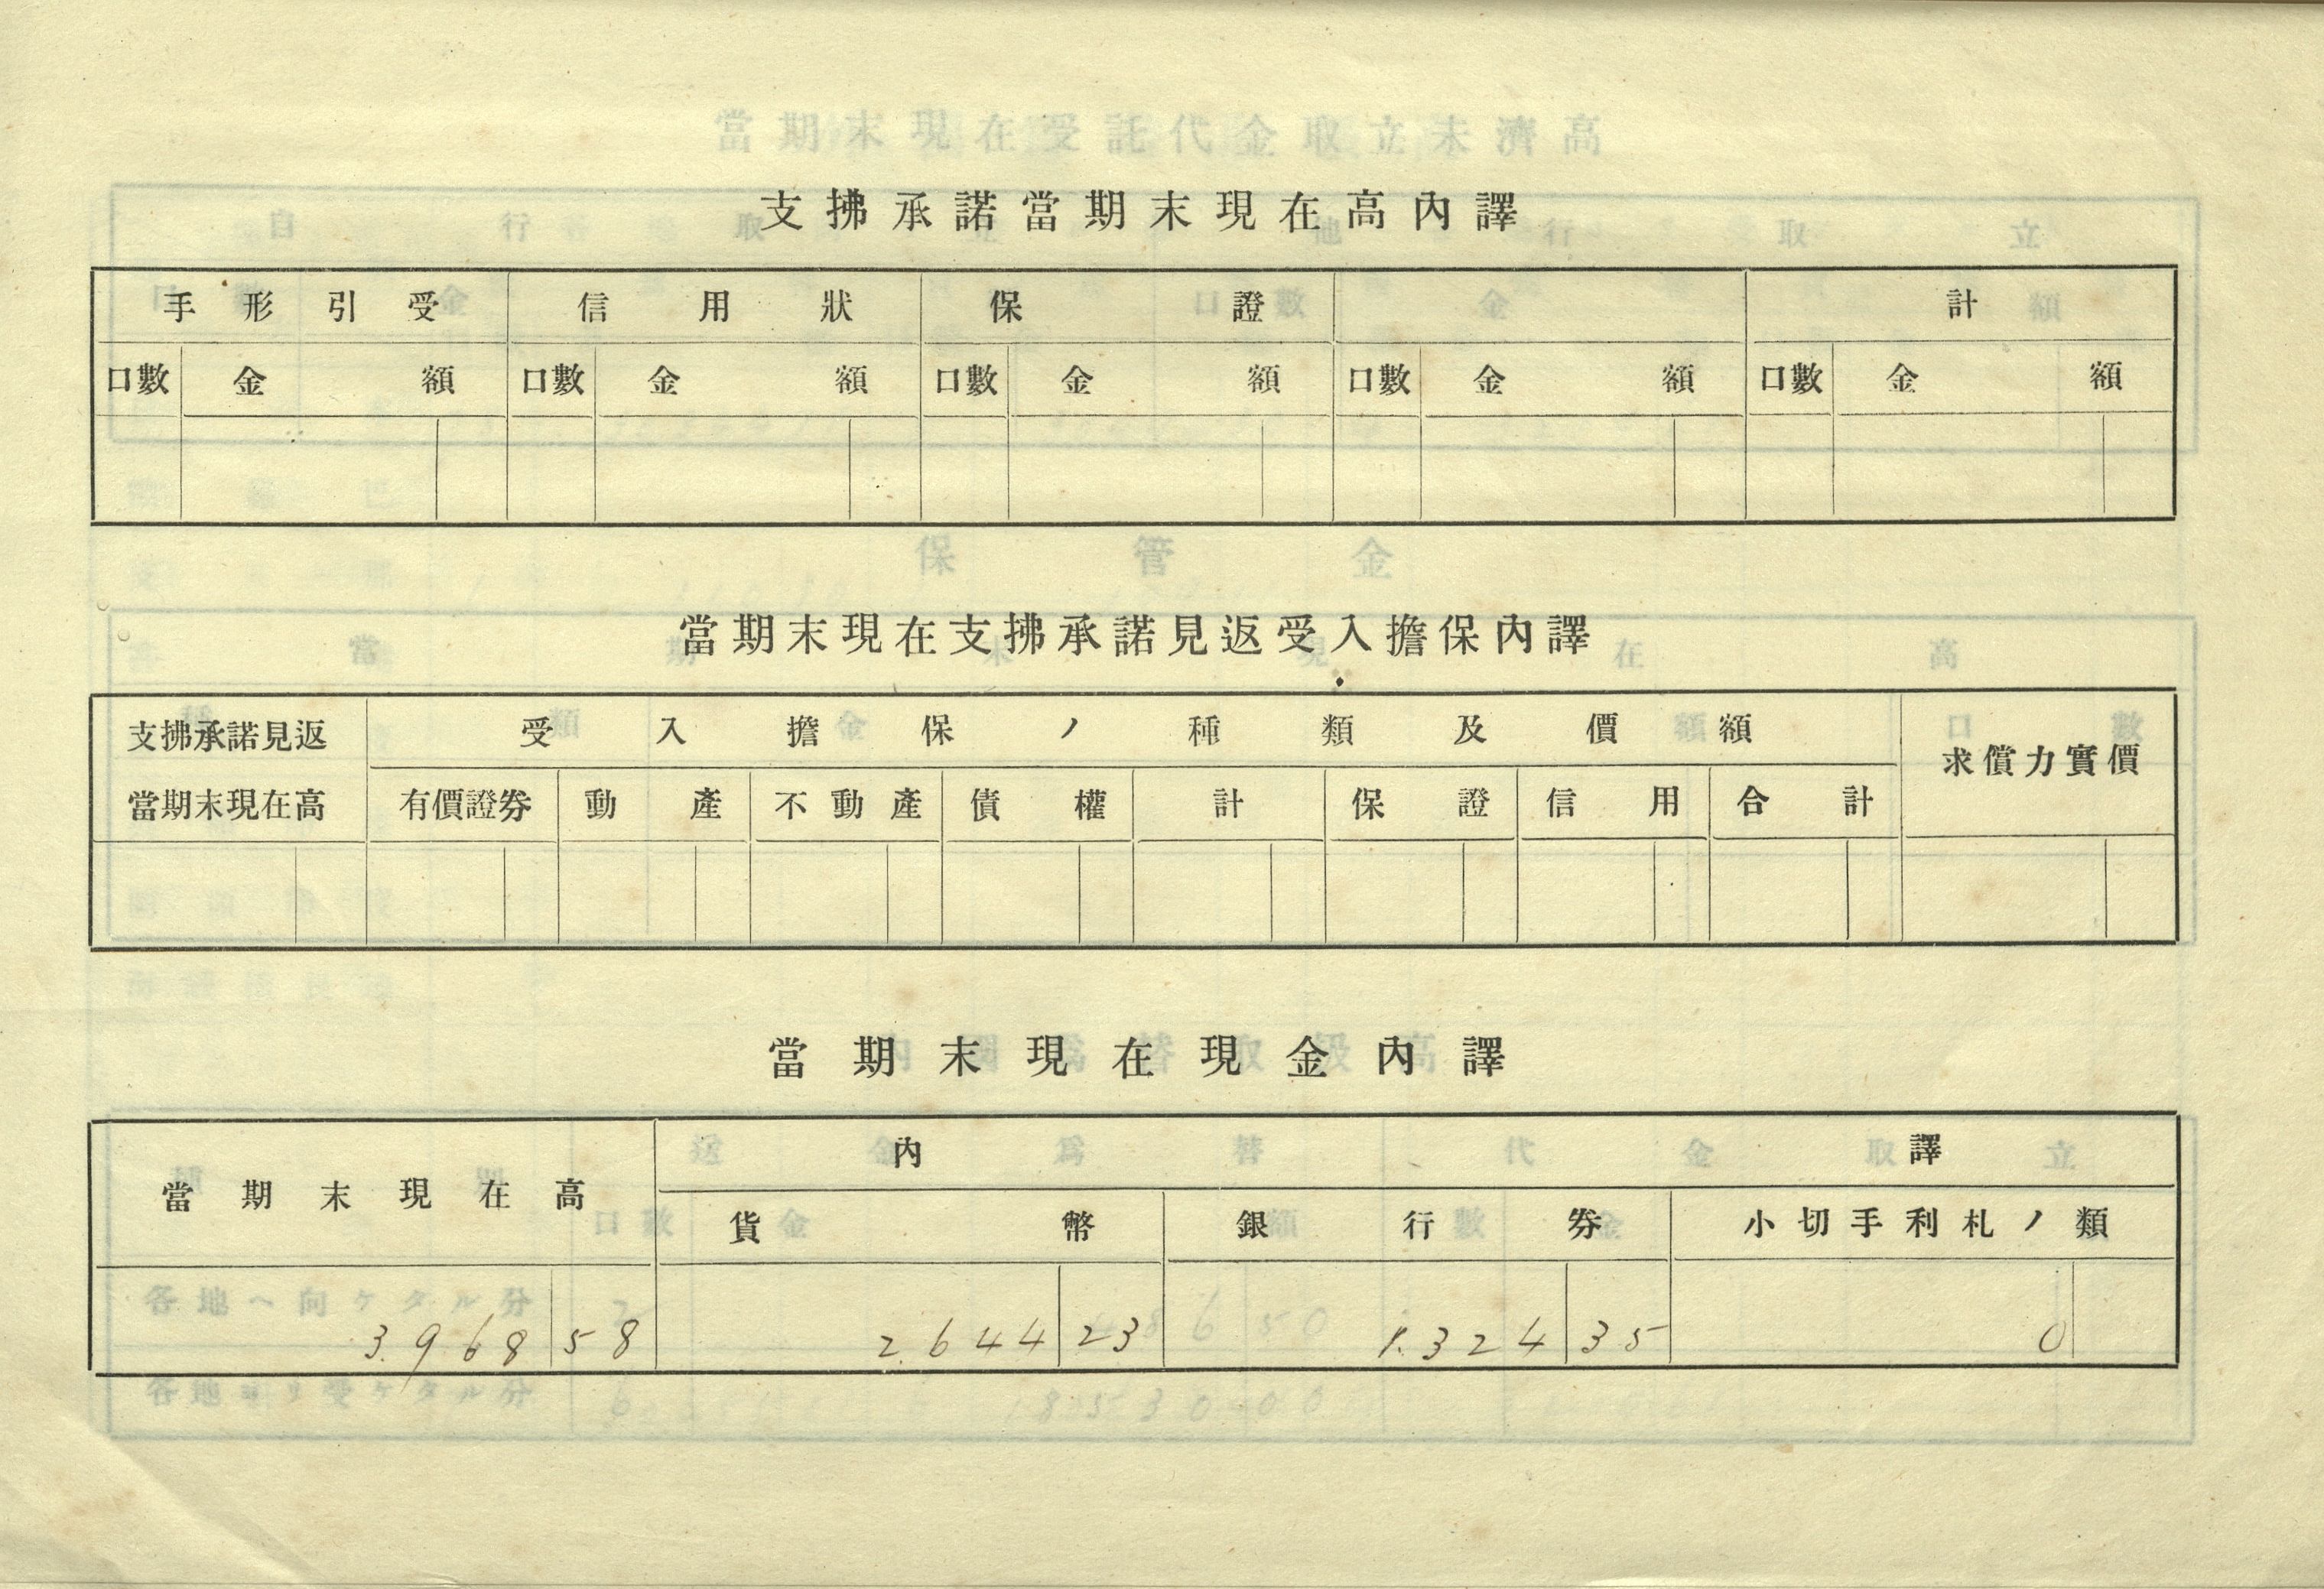 支拂承諾當期末現在高內譯
手形引受 信用狀 保證 計
口數 金額 口數 金額 口數 金額 口數 金額 口數 金額
當期末現在支拂承諾見返受入擔保內譯
支拂承諾見返 受入擔保ノ種類及價額 求償力實價
當期末現在高 有價證券 動產 不動產 債權 計 保證 信用 合計
當期末現在現金內譯
內譯
當期末現在高 貨幣 銀行券 小切手利札ノ類
3.968 58 2.644 23 1.324 35 0